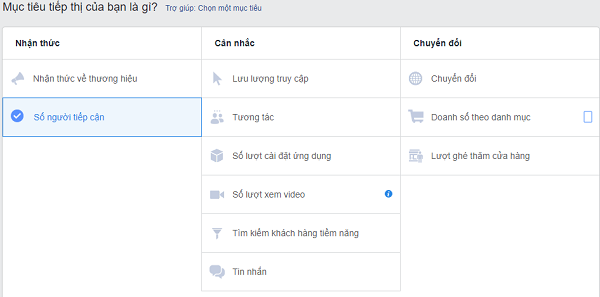 Mục tiêu tiếp thị của bạn là gì? Trợ giúp: Chọn một mục tiêu
Nhận thức
Nhận thức về thương hiệu
Số người tiếp cận
Cân nhắc
Lưu lượng truy cập
Tương tác
Số lượt cài đặt ứng dụng
Số lượt xem video
Tìm kiếm khách hàng tiềm năng
Tin nhắn
Chuyển đổi
Chuyển đổi
Doanh số theo danh mục
Lượt ghé thăm cửa hàng